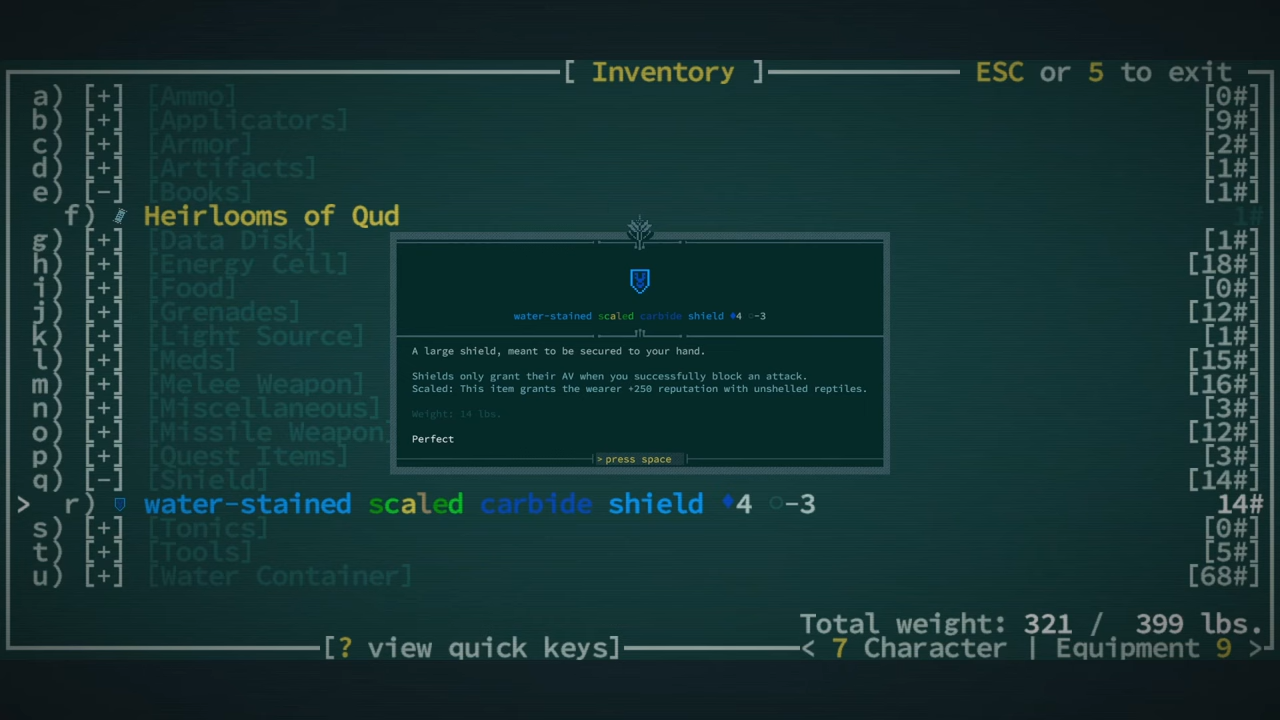 [ Inventory ] ESC or 5 to exit
a) [+] [Ammo] [0#]
b) [+] [Applicators] [9#]
c) [+] [Armor] [2#]
d) [+] [Artifacts] [1#]
e) [-] [Books] [1#]
f) Heirlooms of Qud 1#
g) [+] [Data Disk] [1#]
h) [+] [Energy Cell] [18#]
i) [+] [Food] [0#]
j) [+] [Grenades] [12#]
k) [+] [Light Source] [1#]
l) [+] [Meds] [15#]
m) [+] [Melee Weapon] [16#]
n) [+] [Miscellaneous] [3#]
o) [+] [Missile Weapon] [12#]
p) [+] [Quest Items] [3#]
q) [-] [Shield] [14#]
> r) water-stained scaled carbide shield ♦4 ○-3 14#
s) [+] [Tonics] [0#]
t) [+] [Tools] [5#]
u) [+] [Water Container] [68#]
water-stained scaled carbide shield ♦4 ○-3
A large shield, meant to be secured to your hand.
Shields only grant their AV when you successfully block an attack.
Scaled: This item grants the wearer +250 reputation with unshelled reptiles.
Weight: 14 lbs.
Perfect
>press space
Total weight: 321 / 399 lbs.
[? view quick keys] < 7 Character | Equipment 9 >